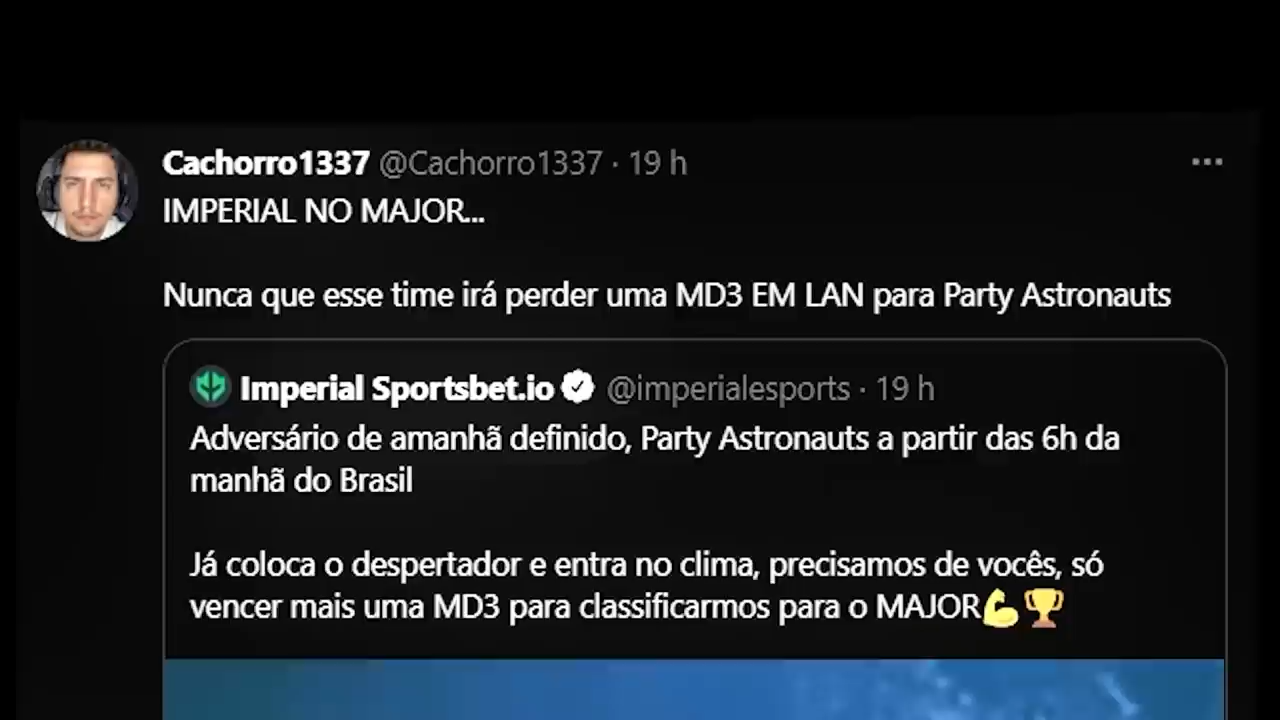 Cachorro1337 @Cachorro1337 · 19 h
IMPERIAL NO MAJOR...
Nunca que esse time irá perder uma MD3 EM LAN para Party Astronauts
Imperial Sportsbet.io @imperialesports · 19 h
Adversário de amanhã definido, Party Astronauts a partir das 6h da
manhã do Brasil
Já coloca o despertador e entra no clima, precisamos de vocês, só
vencer mais uma MD3 para classificarmos para o MAJOR💪🏆